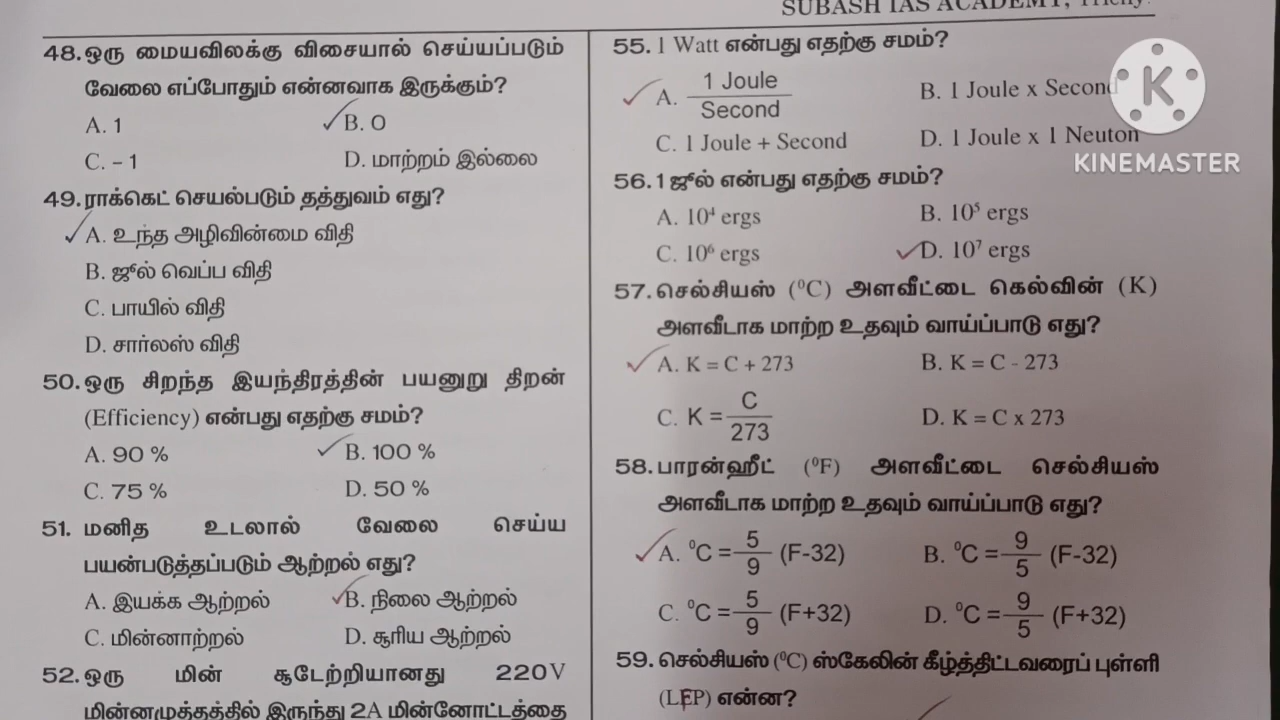 SUBASH IAS ACADEMY, Trichy.
48. ஒரு மையவிலக்கு விசையால் செய்யப்படும்
வேலை எப்போதும் என்னவாக இருக்கும்?
A. 1 B. 0
C. - 1 D. மாற்றம் இல்லை
49. ராக்கெட் செயல்படும் தத்துவம் எது?
A. உந்த அழிவின்மை விதி
B. ஜூல் வெப்ப விதி
C. பாயில் விதி
D. சார்லஸ் விதி
50. ஒரு சிறந்த இயந்திரத்தின் பயனுறு திறன்
(Efficiency) என்பது எதற்கு சமம்?
A. 90 % B. 100 %
C. 75 % D. 50 %
51. மனித உடலால் வேலை செய்ய
பயன்படுத்தப்படும் ஆற்றல் எது?
A. இயக்க ஆற்றல் B. நிலை ஆற்றல்
C. மின்னாற்றல் D. சூரிய ஆற்றல்
52. ஒரு மின் சூடேற்றியானது 220V
மின்னழுத்தத்தில் இருந்து 2A மின்னோட்டத்தை
55. 1 Watt என்பது எதற்கு சமம்?
A. 1 Joule / Second B. 1 Joule x Second
C. 1 Joule + Second D. 1 Joule x 1 Neuton
56. 1 ஜூல் என்பது எதற்கு சமம்?
A. 10⁴ ergs B. 10⁵ ergs
C. 10⁶ ergs D. 10⁷ ergs
57. செல்சியஸ் (⁰C) அளவீட்டை கெல்வின் (K)
அளவீடாக மாற்ற உதவும் வாய்ப்பாடு எது?
A. K = C + 273 B. K = C - 273
C. K = C / 273 D. K = C x 273
58. பாரன்ஹீட் (⁰F) அளவீட்டை செல்சியஸ்
அளவீடாக மாற்ற உதவும் வாய்ப்பாடு எது?
A. ⁰C = 5/9 (F-32) B. ⁰C = 9/5 (F-32)
C. ⁰C = 5/9 (F+32) D. ⁰C = 9/5 (F+32)
59. செல்சியஸ் (⁰C) ஸ்கேலின் கீழ்த்திட்டவரைப் புள்ளி
(LFP) என்ன?
K
KINEMASTER